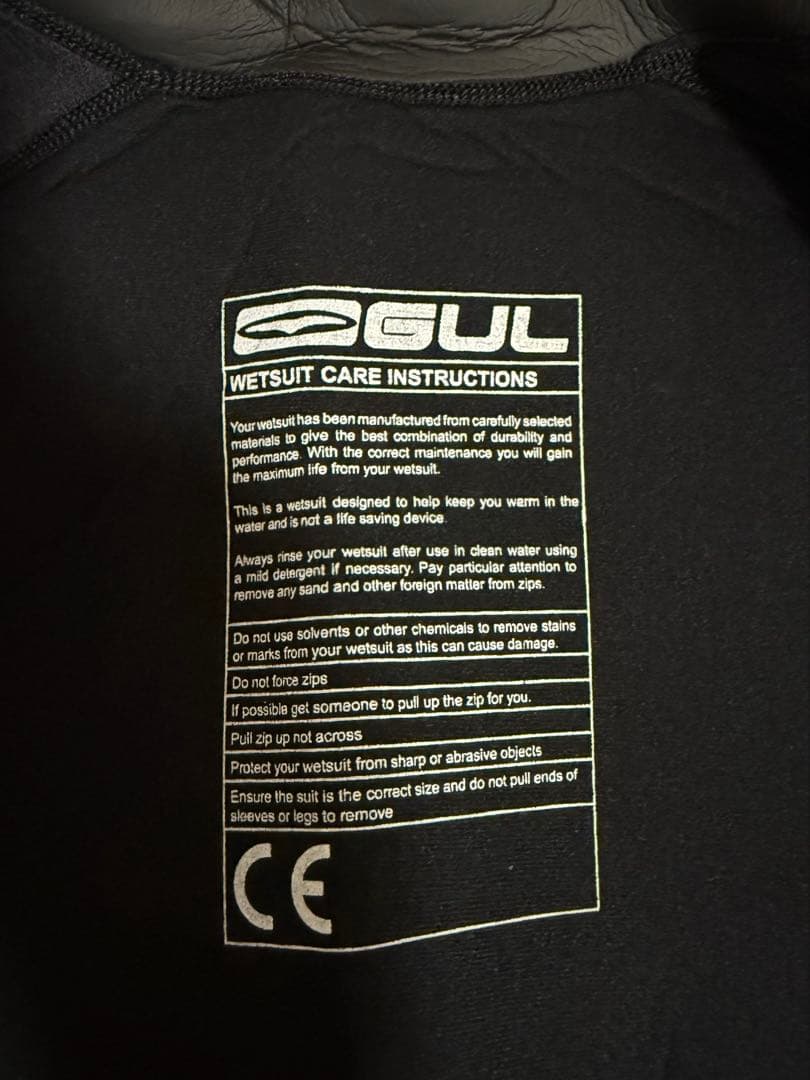 GUL
WETSUIT CARE INSTRUCTIONS
Your wetsuit has been manufactured from carefully selected
materials to give the best combination of durability and
performance. With the correct maintenance you will gain
the maximum life from your wetsuit.
This is a wetsuit designed to help keep you warm in the
water and is not a life saving device.
Always rinse your wetsuit after use in clean water using
a mild detergent if necessary. Pay particular attention to
remove any sand and other foreign matter from zips.
Do not use solvents or other chemicals to remove stains
or marks from your wetsuit as this can cause damage.
Do not force zips
If possible get someone to pull up the zip for you.
Pull zip up not across
Protect your wetsuit from sharp or abrasive objects
Ensure the suit is the correct size and do not pull ends of
sleeves or legs to remove
CE